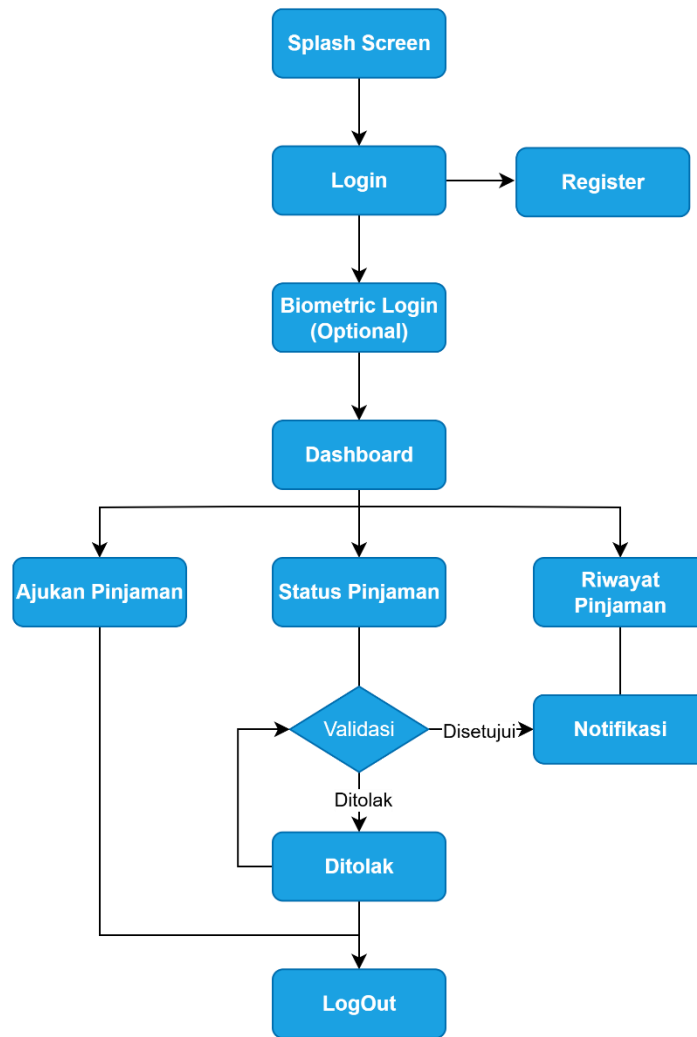 Splash Screen
Login
Register
Biometric Login
(Optional)
Dashboard
Ajukan Pinjaman
Status Pinjaman
Riwayat
Pinjaman
Validasi
Disetujui
Notifikasi
Ditolak
Ditolak
LogOut